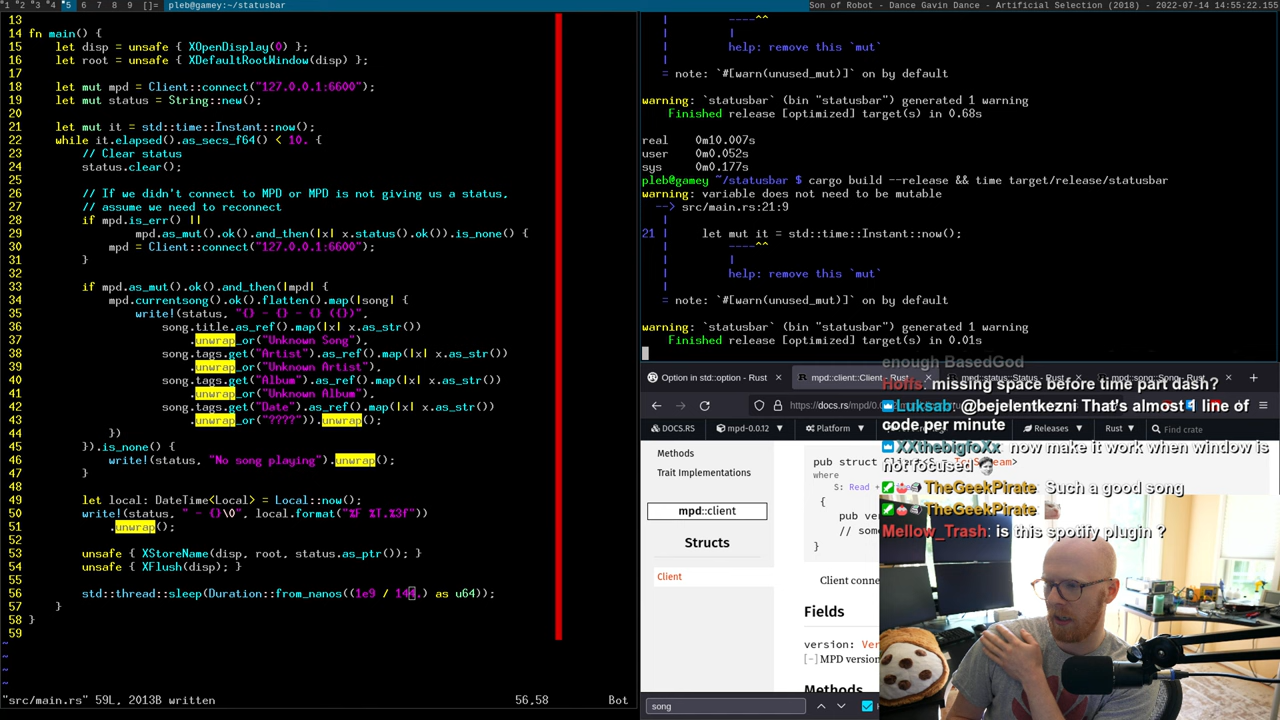 1 2 3 4 5 6 7 8 9 []= pleb@gamey:~/statusbar
Son of Robot - Dance Gavin Dance - Artificial Selection (2018) - 2022-07-14 14:55:22.155
13
14 fn main() {
15 let disp = unsafe { XOpenDisplay(0) };
16 let root = unsafe { XDefaultRootWindow(disp) };
17
18 let mut mpd = Client::connect("127.0.0.1:6600");
19 let mut status = String::new();
20
21 let mut it = std::time::Instant::now();
22 while it.elapsed().as_secs_f64() < 10. {
23 // Clear status
24 status.clear();
25
26 // If we didn't connect to MPD or MPD is not giving us a status,
27 // assume we need to reconnect
28 if mpd.is_err() ||
29 mpd.as_mut().ok().and_then(|x| x.status().ok()).is_none() {
30 mpd = Client::connect("127.0.0.1:6600");
31 }
32
33 if mpd.as_mut().ok().and_then(|mpd| {
34 mpd.currentsong().ok().flatten().map(|song| {
35 write!(status, "{} - {} - {} ({})",
36 song.title.as_ref().map(|x| x.as_str())
37 .unwrap_or("Unknown Song"),
38 song.tags.get("Artist").as_ref().map(|x| x.as_str())
39 .unwrap_or("Unknown Artist"),
40 song.tags.get("Album").as_ref().map(|x| x.as_str())
41 .unwrap_or("Unknown Album"),
42 song.tags.get("Date").as_ref().map(|x| x.as_str())
43 .unwrap_or("????")).unwrap();
44 })
45 }).is_none() {
46 write!(status, "No song playing").unwrap();
47 }
48
49 let local: DateTime<Local> = Local::now();
50 write!(status, " - {}\0", local.format("%F %T.%3f"))
51 .unwrap();
52
53 unsafe { XStoreName(disp, root, status.as_ptr()); }
54 unsafe { XFlush(disp); }
55
56 std::thread::sleep(Duration::from_nanos((1e9 / 144.) as u64));
57 }
58 }
59
~
~
~
"src/main.rs" 59L, 2013B written 56,58 Bot
| ----^^
| |
| help: remove this `mut`
|
= note: `#[warn(unused_mut)]` on by default
warning: `statusbar` (bin "statusbar") generated 1 warning
Finished release [optimized] target(s) in 0.68s
real 0m10.007s
user 0m0.052s
sys 0m0.177s
pleb@gamey ~/statusbar $ cargo build --release && time target/release/statusbar
warning: variable does not need to be mutable
--> src/main.rs:21:9
|
21 | let mut it = std::time::Instant::now();
| ----^^
| |
| help: remove this `mut`
|
= note: `#[warn(unused_mut)]` on by default
warning: `statusbar` (bin "statusbar") generated 1 warning
Finished release [optimized] target(s) in 0.01s
Option in std::option - Rust × mpd::client::Client - Rust × mpd::status::Status - Rust × mpd::song::Song - Rust × +
https://docs.rs/mpd/0.0
DOCS.RS mpd-0.0.12 Platform Releases Rust Find crate
Methods
Trait Implementations
mpd::client
Structs
Client
pub struct Client<S: To Stream>
where
S: Read +
{
pub ver
// som
}
Client conne
Fields
version: Ver
[-] MPD version
Methods
song
enough BasedGod
Hoffs: missing space before time part dash?
Luksab: @bejelentkezni That's almost 1 line of
code per minute
XXthebigfoXx: now make it work when window is
not focused
TheGeekPirate: Such a good song
TheGeekPirate:
Mellow_Trash: is this spotify plugin ?